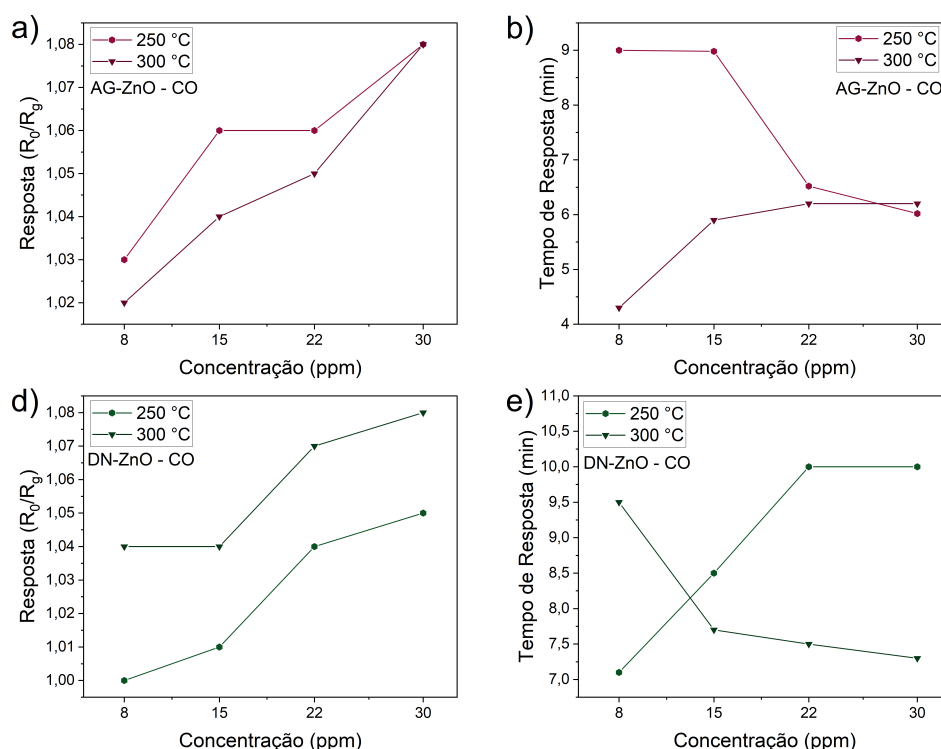 a)
1,08
1,07
1,06
1,05
1,04
1,03
1,02
Resposta (R0/Rg)
250 °C
300 °C
AG-ZnO - CO
8 15 22 30
Concentração (ppm)
b)
9
8
7
6
5
4
Tempo de Resposta (min)
250 °C
300 °C
AG-ZnO - CO
8 15 22 30
Concentração (ppm)
d)
1,08
1,07
1,06
1,05
1,04
1,03
1,02
1,01
1,00
Resposta (R0/Rg)
250 °C
300 °C
DN-ZnO - CO
8 15 22 30
Concentração (ppm)
e)
11,0
10,5
10,0
9,5
9,0
8,5
8,0
7,5
7,0
Tempo de Resposta (min)
250 °C
300 °C
DN-ZnO - CO
8 15 22 30
Concentração (ppm)